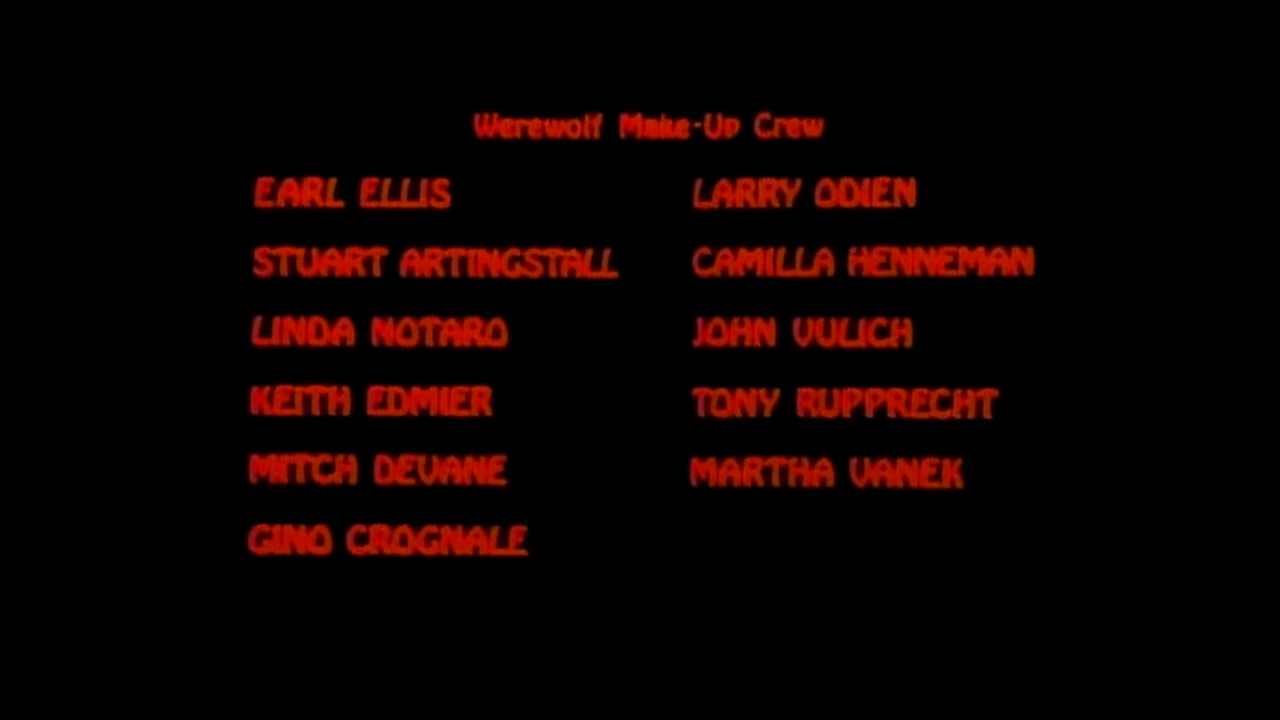 Werewolf Make-Up Crew
EARL ELLIS
LARRY ODIEN
STUART ARTINGSTALL
CAMILLA HENNEMAN
LINDA NOTARO
JOHN VULICH
KEITH EDMIER
TONY RUPPRECHT
MITCH DEVANE
MARTHA VANEK
GINO CROGNALE